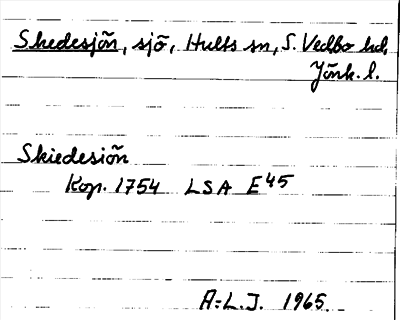 Skedesjön, sjö, Hults sn, S. Vedbo hd,
Jönk. l.
Skiedesiön
Kop. 1754 LSA E45
A-L.J. 1965.